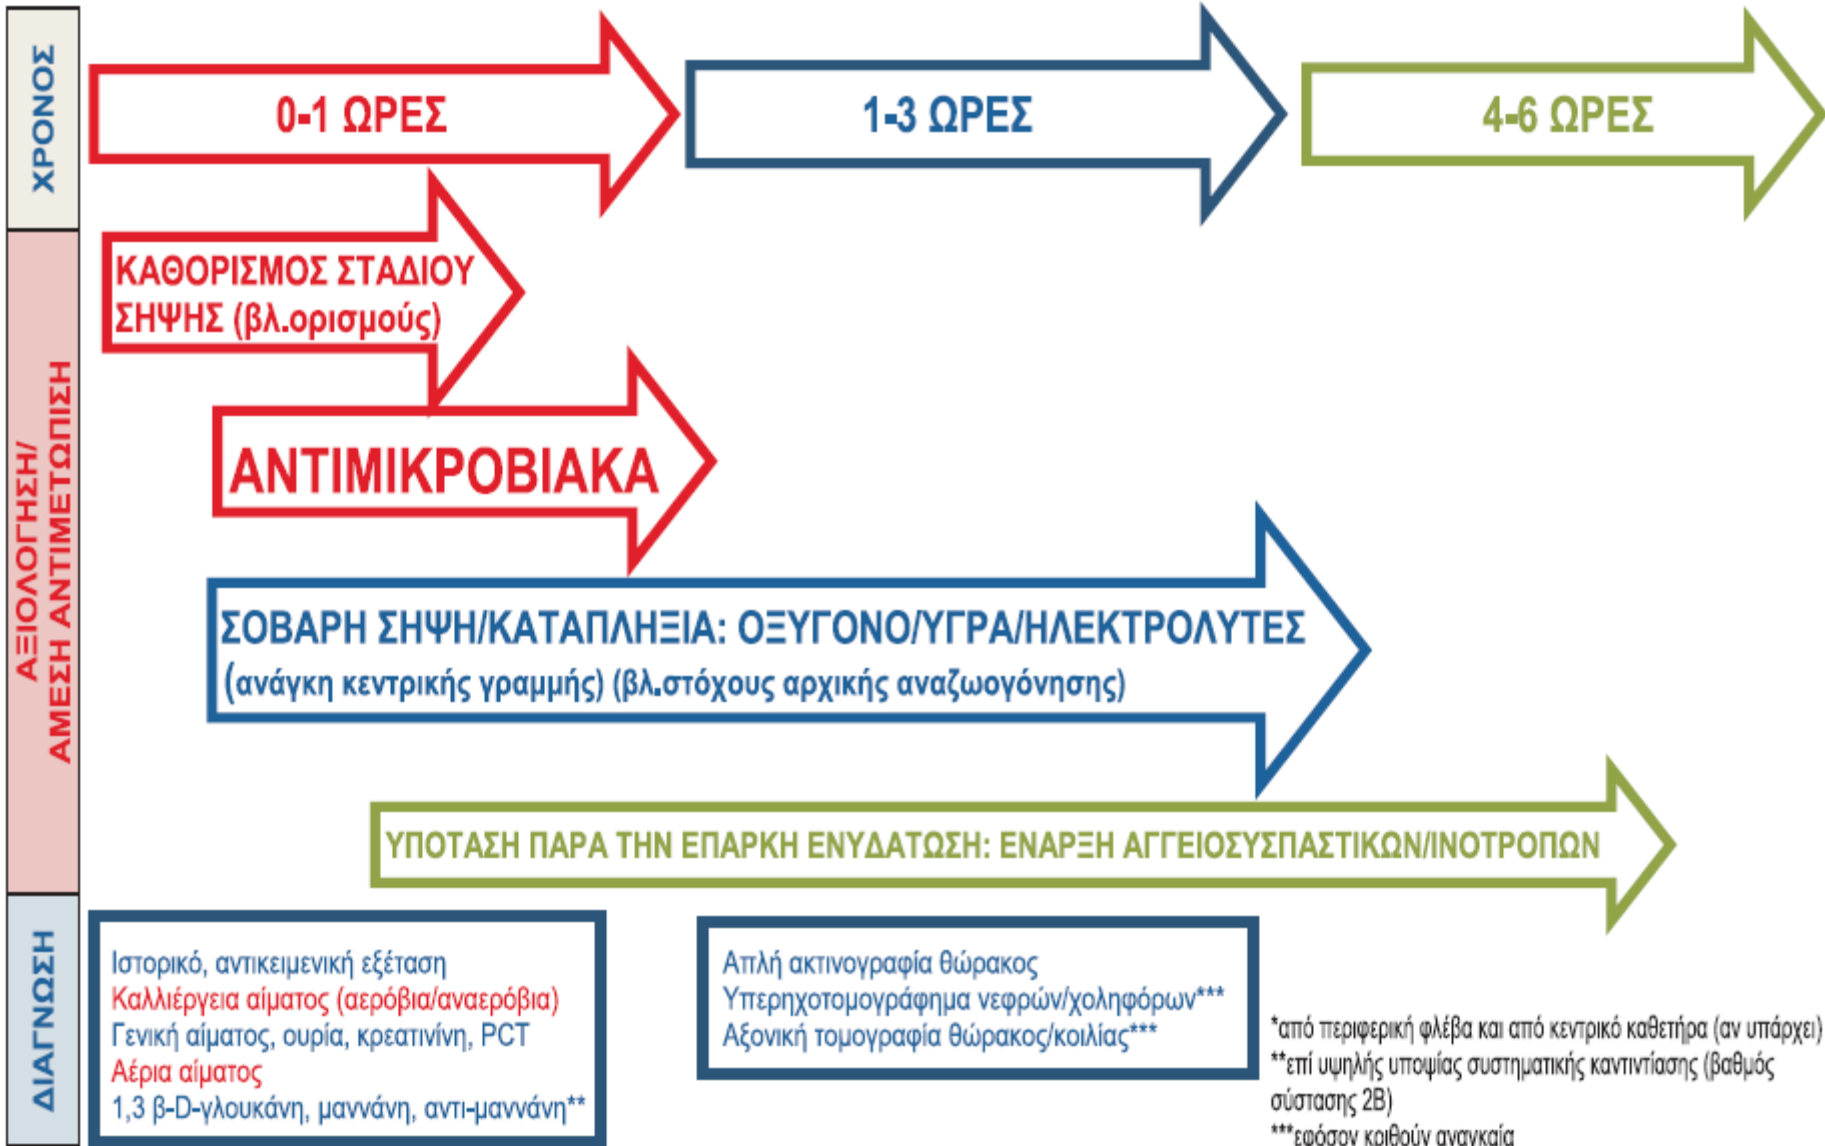 ΧΡΟΝΟΣ
0-1 ΩΡΕΣ
1-3 ΩΡΕΣ
4-6 ΩΡΕΣ
ΑΞΙΟΛΟΓΗΣΗ/
ΑΜΕΣΗ ΑΝΤΙΜΕΤΩΠΙΣΗ
ΚΑΘΟΡΙΣΜΟΣ ΣΤΑΔΙΟΥ
ΣΗΨΗΣ (βλ.ορισμούς)
ΑΝΤΙΜΙΚΡΟΒΙΑΚΑ
ΣΟΒΑΡΗ ΣΗΨΗ/ΚΑΤΑΠΛΗΞΙΑ: ΟΞΥΓΟΝΟ/ΥΓΡΑ/ΗΛΕΚΤΡΟΛΥΤΕΣ
(ανάγκη κεντρικής γραμμής) (βλ.στόχους αρχικής αναζωογόνησης)
ΥΠΟΤΑΣΗ ΠΑΡΑ ΤΗΝ ΕΠΑΡΚΗ ΕΝΥΔΑΤΩΣΗ: ΕΝΑΡΞΗ ΑΓΓΕΙΟΣΥΣΠΑΣΤΙΚΩΝ/ΙΝΟΤΡΟΠΩΝ
ΔΙΑΓΝΩΣΗ
Ιστορικό, αντικειμενική εξέταση
Καλλιέργεια αίματος (αερόβια/αναερόβια)
Γενική αίματος, ουρία, κρεατινίνη, PCT
Αέρια αίματος
1,3 β-D-γλουκάνη, μαννάνη, αντι-μαννάνη**
Απλή ακτινογραφία θώρακος
Υπερηχοτομογράφημα νεφρών/χοληφόρων***
Αξονική τομογραφία θώρακος/κοιλίας***
*από περιφερική φλέβα και από κεντρικό καθετήρα (αν υπάρχει)
**επί υψηλής υποψίας συστηματικής καντιντίασης (βαθμός
σύστασης 2Β)
***εφόσον κριθούν αναγκαία